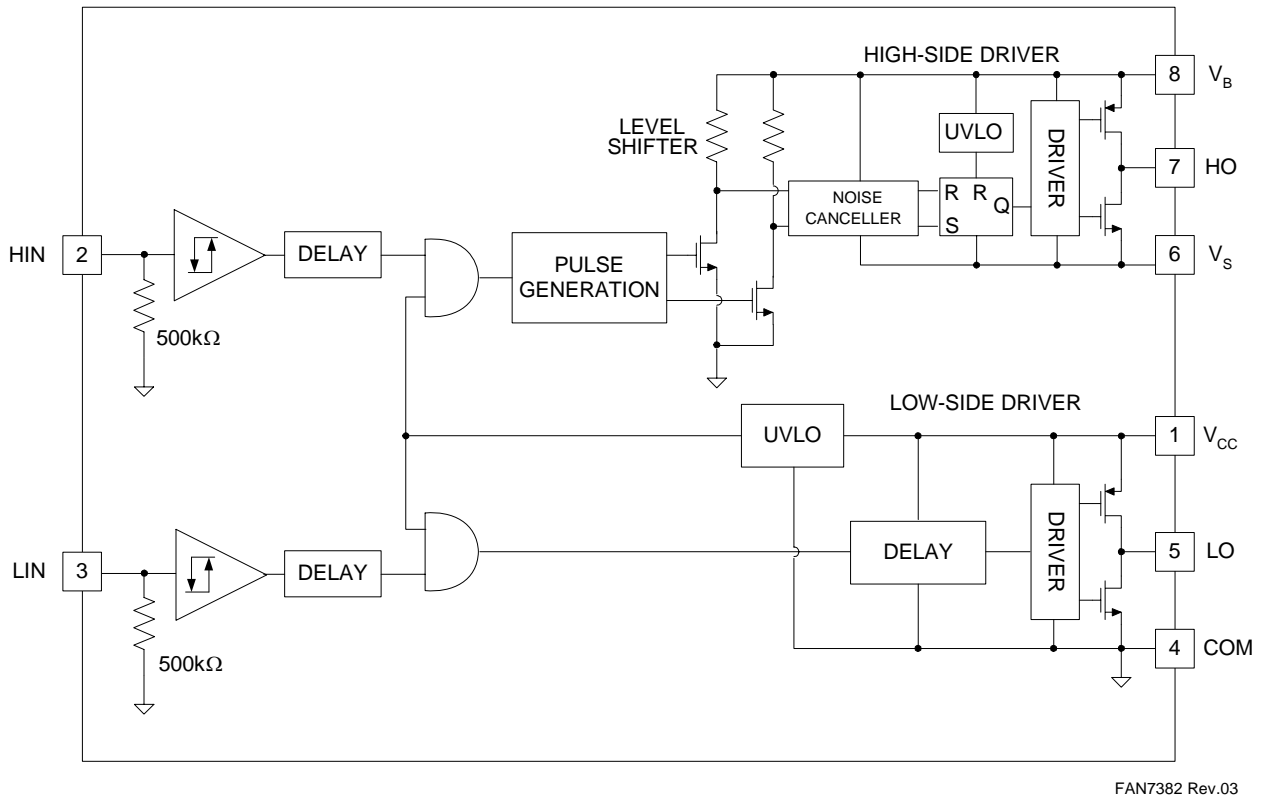 HIGH-SIDE DRIVER
8 V_B
LEVEL
SHIFTER
UVLO
DRIVER
7 HO
NOISE
CANCELLER
R R
Q
S
HIN 2
DELAY
PULSE
GENERATION
6 V_S
500kΩ
LOW-SIDE DRIVER
UVLO
1 V_CC
LIN 3
DELAY
DELAY
DRIVER
5 LO
500kΩ
4 COM
FAN7382 Rev.03